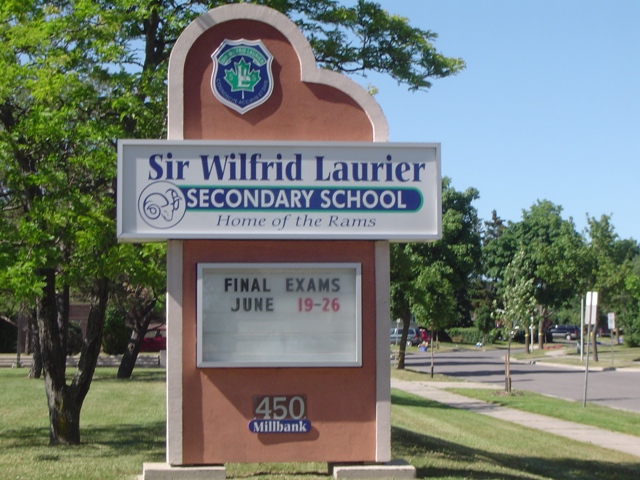 Sir Wilfrid Laurier
SECONDARY SCHOOL
Home of the Rams
FINAL EXAMS
JUNE 19-26
450
Millbank